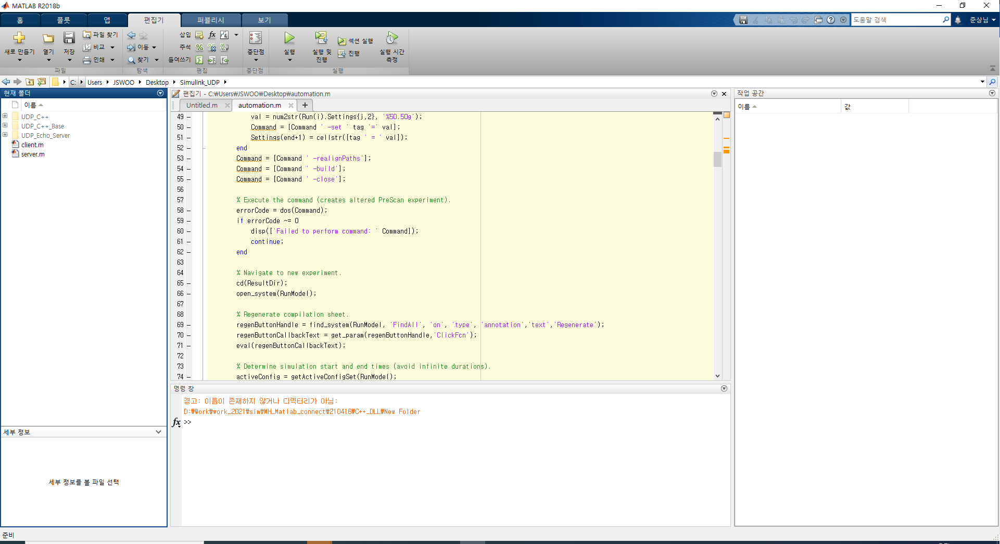 MATLAB R2018b
홈 플롯 앱 편집기 퍼블리시 보기
도움말 검색
준상님
새로 만들기 열기 저장
파일 찾기
비교
인쇄
이동
찾기
삽입
주석
들여쓰기
중단점 실행 실행 및 진행
섹션 실행
진행
실행 시간 측정
파일 탐색 편집 중단점 실행
C: Users JSWOO Desktop Simulink_UDP
현재 폴더
이름
UDP_C++
UDP_C++_Base
UDP_Echo_Server
client.m
server.m
세부 정보
세부 정보를 볼 파일 선택
편집기 - C:₩Users₩JSWOO₩Desktop₩automation.m
Untitled.m automation.m +
49 – val = num2str(Run(i).Settings{j,2}, '%50.50g');
50 – Command = [Command ' -set ' tag '=' val];
51 – Settings(end+1) = cellstr([tag ' = ' val]);
52 – end
53 – Command = [Command ' -realignPaths'];
54 – Command = [Command ' -build'];
55 – Command = [Command ' -close'];
56
57 % Execute the command (creates altered PreScan experiment).
58 – errorCode = dos(Command);
59 – if errorCode ~= 0
60 – disp(['Failed to perform command: ' Command]);
61 – continue;
62 – end
63
64 % Navigate to new experiment.
65 – cd(ResultDir);
66 – open_system(RunModel);
67
68 % Regenerate compilation sheet.
69 – regenButtonHandle = find_system(RunModel, 'FindAll', 'on', 'type', 'annotation','text','Regenerate');
70 – regenButtonCallbackText = get_param(regenButtonHandle,'ClickFcn');
71 – eval(regenButtonCallbackText);
72
73 % Determine simulation start and end times (avoid infinite durations).
74 – activeConfig = getActiveConfigSet(RunModel);
명령 창
경고: 이름이 존재하지 않거나 디렉터리가 아님:
D:₩Work₩work_2021₩sim₩MH_Matlab_connect₩210416₩C++_DLL₩New Folder
fx >>
작업 공간
이름 값
준비